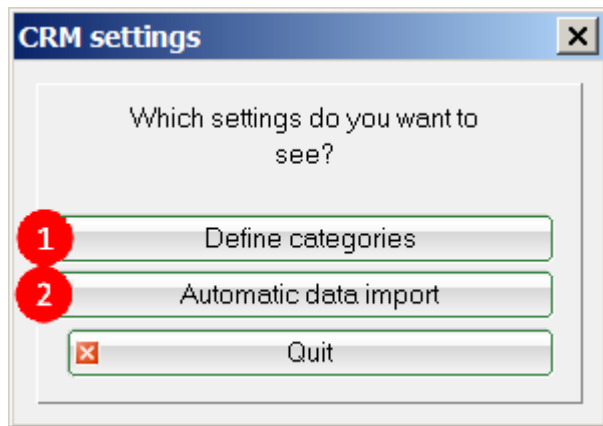 CRM settings
Which settings do you want to
see?
1 Define categories
2 Automatic data import
Quit